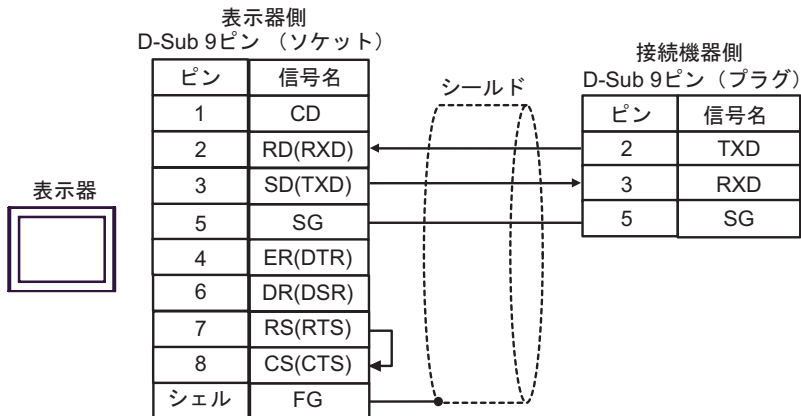 表示器側
D-Sub 9ピン （ソケット）
ピン 信号名
1 CD
2 RD(RXD)
3 SD(TXD)
5 SG
4 ER(DTR)
6 DR(DSR)
7 RS(RTS)
8 CS(CTS)
シェル FG
表示器
シールド
接続機器側
D-Sub 9ピン（プラグ）
ピン 信号名
2 TXD
3 RXD
5 SG